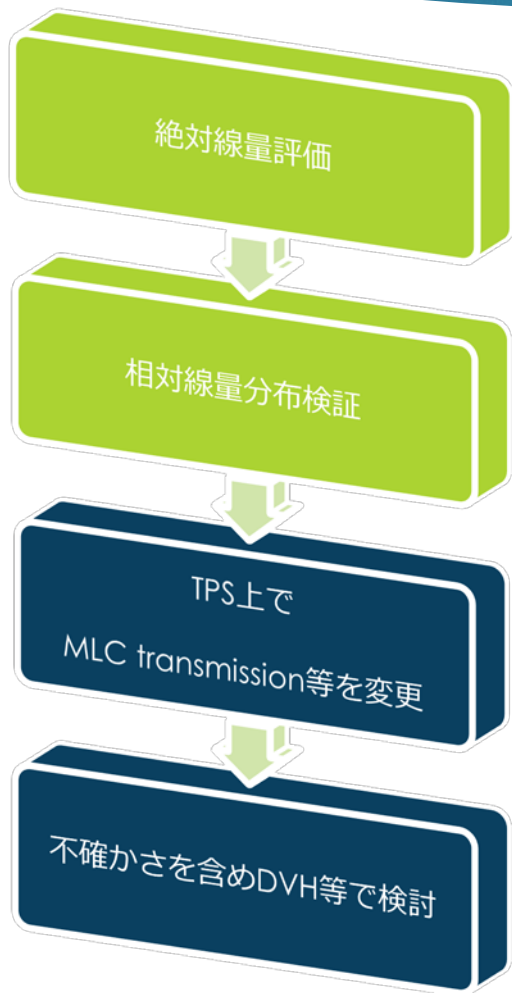 絶対線量評価
相対線量分布検証
TPS上で
MLC transmission等を変更
不確かさを含めDVH等で検討